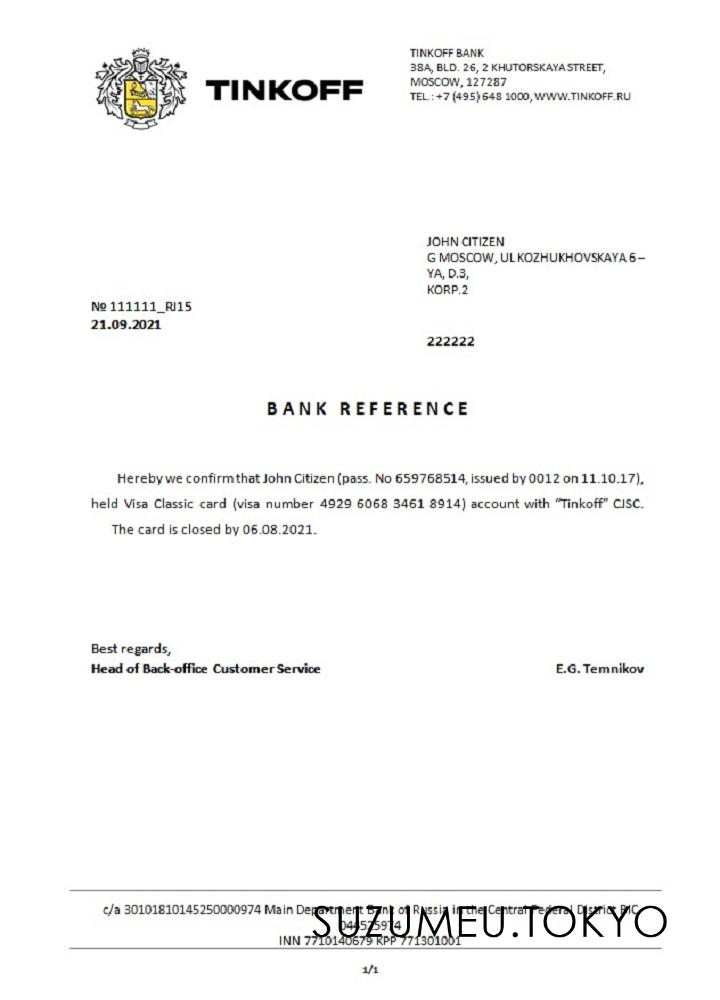 TINKOFF
TINKOFF BANK
38A, BLD. 26, 2 KHUTORSKAYA STREET,
MOSCOW, 127287
TEL.: +7 (495) 648 1000, WWW.TINKOFF.RU
JOHN CITIZEN
G MOSCOW, UL KOZHUKHOVSKAYA 6 –
YA, D.3,
KORP.2
№ 111111_RJ15
21.09.2021
222222
BANK REFERENCE
Hereby we confirm that John Citizen (pass. No 659768514, issued by 0012 on 11.10.17),
held Visa Classic card (visa number 4929 6068 3461 8914) account with “Tinkoff” CJSC.
The card is closed by 06.08.2021.
Best regards,
Head of Back-office Customer Service E.G. Temnikov
c/a 30101810145250000974 Main Department Bank of Russia in the Central Federal District BIC
044525974
INN 7710140679 KPP 771301001
SUZUMEU.TOKYO
1/1